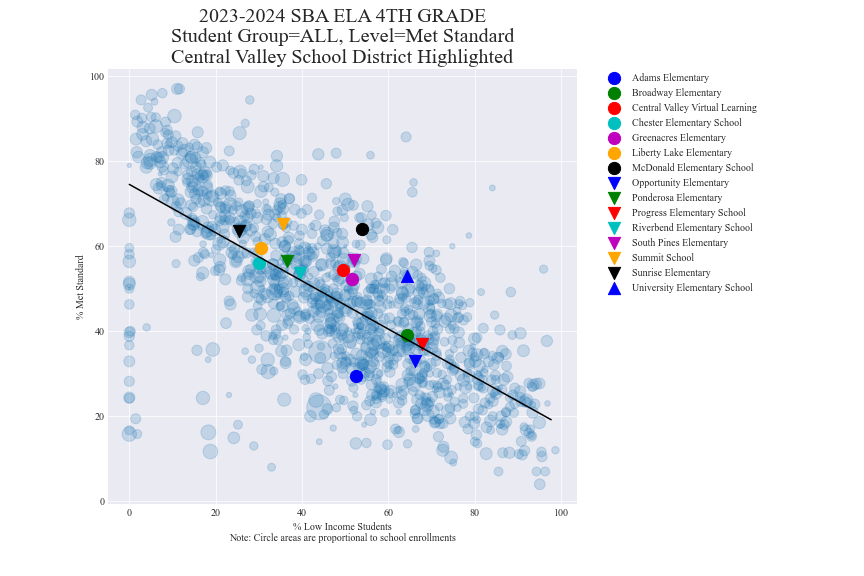 2023-2024 SBA ELA 4TH GRADE
Student Group=ALL, Level=Met Standard
Central Valley School District Highlighted
100
80
60
40
20
0
% Met Standard
0 20 40 60 80 100
% Low Income Students
Note: Circle areas are proportional to school enrollments
Adams Elementary
Broadway Elementary
Central Valley Virtual Learning
Chester Elementary School
Greenacres Elementary
Liberty Lake Elementary
McDonald Elementary School
Opportunity Elementary
Ponderosa Elementary
Progress Elementary School
Riverbend Elementary School
South Pines Elementary
Summit School
Sunrise Elementary
University Elementary School